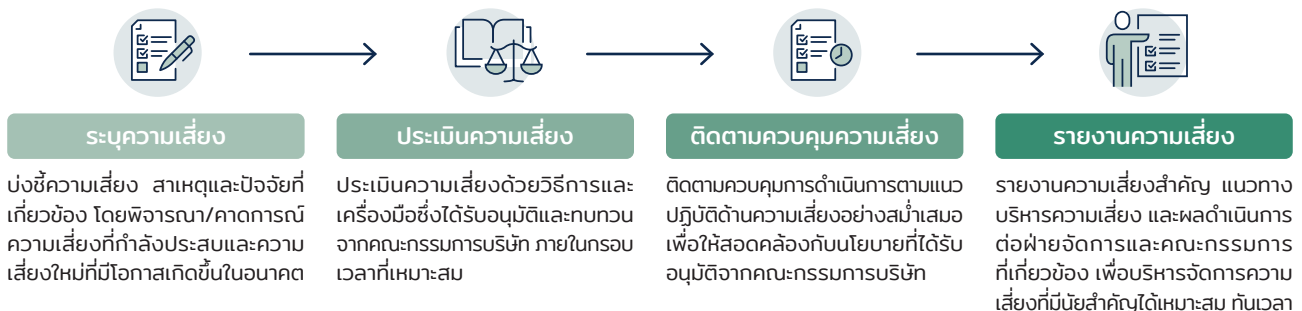 ระบุความเสี่ยง
บ่งชี้ความเสี่ยง สาเหตุและปัจจัยที่
เกี่ยวข้อง โดยพิจารณา/คาดการณ์
ความเสี่ยงที่กำลังประสบและความ
เสี่ยงใหม่ที่มีโอกาสเกิดขึ้นในอนาคต
ประเมินความเสี่ยง
ประเมินความเสี่ยงด้วยวิธีการและ
เครื่องมือซึ่งได้รับอนุมัติและทบทวน
จากคณะกรรมการบริษัท ภายในกรอบ
เวลาที่เหมาะสม
ติดตามควบคุมความเสี่ยง
ติดตามควบคุมการดำเนินการตามแนว
ปฏิบัติด้านความเสี่ยงอย่างสม่ำเสมอ
เพื่อให้สอดคล้องกับนโยบายที่ได้รับ
อนุมัติจากคณะกรรมการบริษัท
รายงานความเสี่ยง
รายงานความเสี่ยงสำคัญ แนวทาง
บริหารความเสี่ยง และผลดำเนินการ
ต่อฝ่ายจัดการและคณะกรรมการ
ที่เกี่ยวข้อง เพื่อบริหารจัดการความ
เสี่ยงที่มีนัยสำคัญได้เหมาะสม ทันเวลา